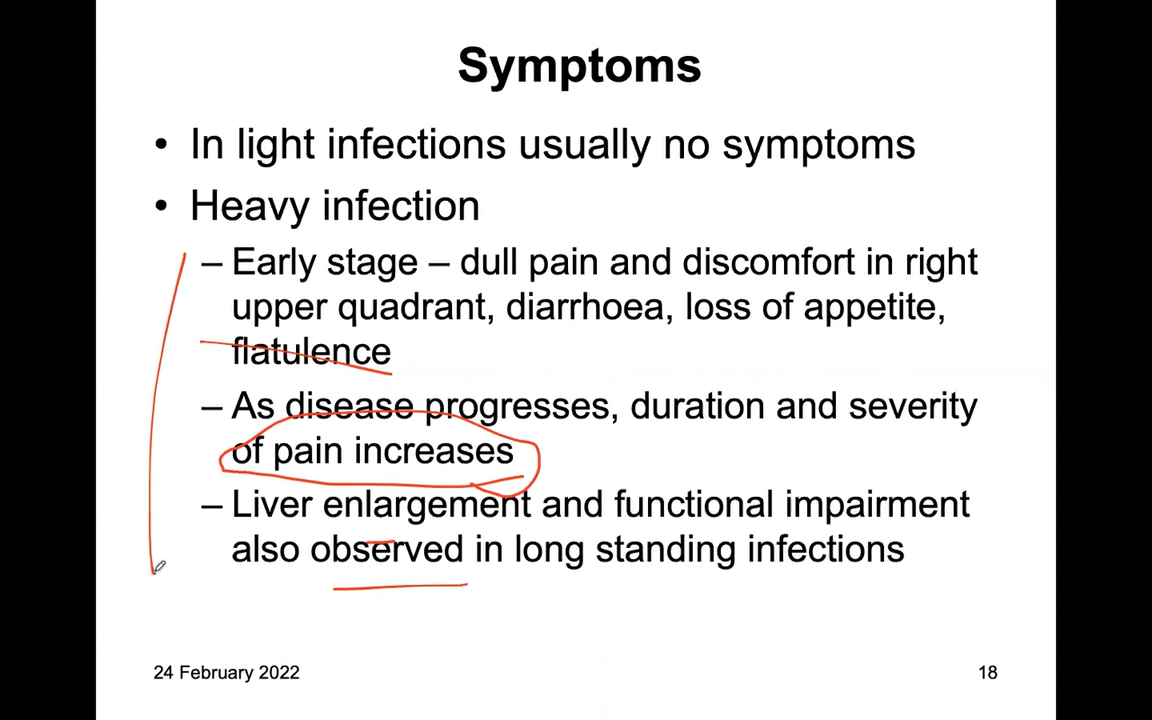 Symptoms
• In light infections usually no symptoms
• Heavy infection
– Early stage – dull pain and discomfort in right
upper quadrant, diarrhoea, loss of appetite,
flatulence
– As disease progresses, duration and severity
of pain increases
– Liver enlargement and functional impairment
also observed in long standing infections
24 February 2022
18